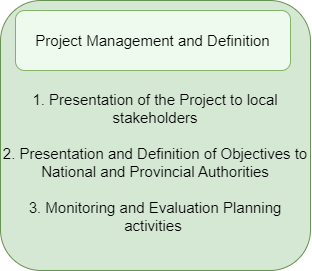 Project Management and Definition
1. Presentation of the Project to local
stakeholders
2. Presentation and Definition of Objectives to
National and Provincial Authorities
3. Monitoring and Evaluation Planning
activities